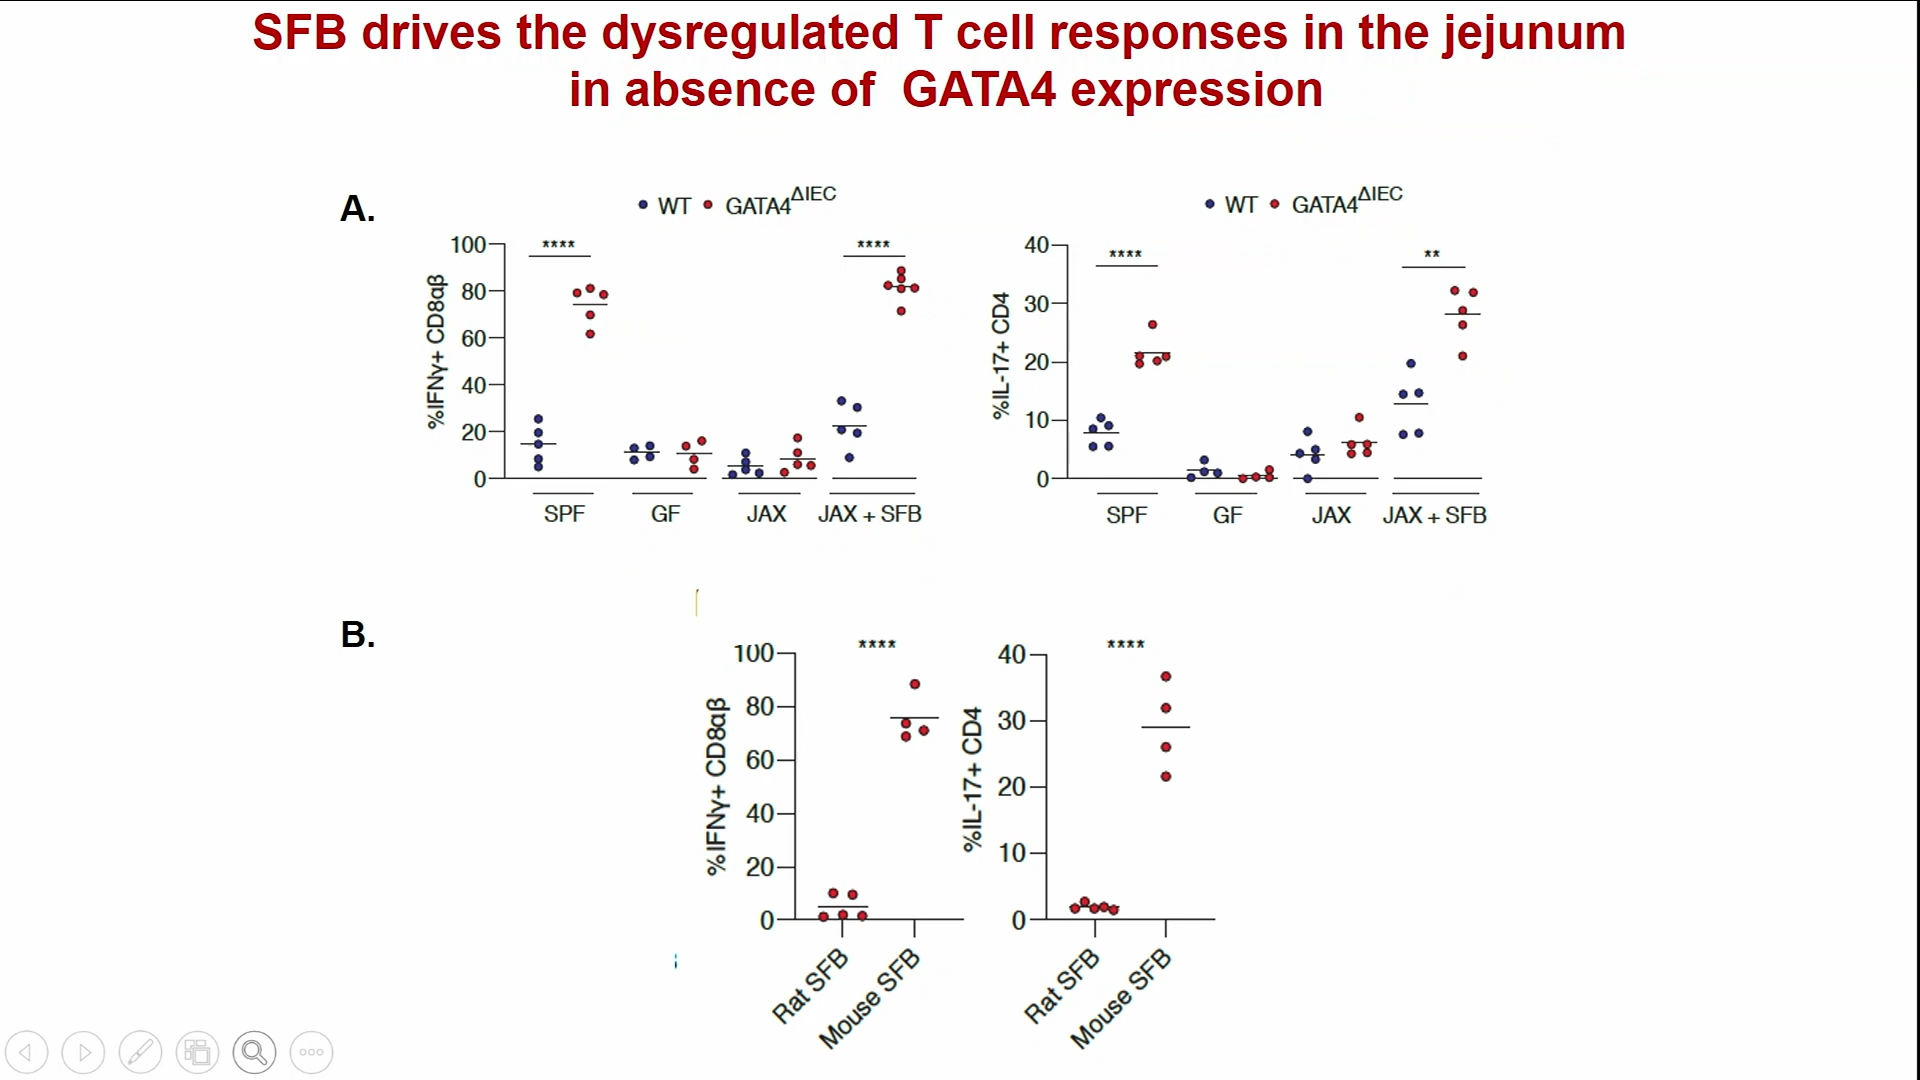 SFB drives the dysregulated T cell responses in the jejunum
in absence of GATA4 expression
A.
WT GATA4ΔIEC
%IFNγ+ CD8αβ
100
80
60
40
20
0
****
****
SPF
GF
JAX
JAX + SFB
WT GATA4ΔIEC
%IL-17+ CD4
40
30
20
10
0
****
**
SPF
GF
JAX
JAX + SFB
B.
%IFNγ+ CD8αβ
100
80
60
40
20
0
****
Rat SFB
Mouse SFB
%IL-17+ CD4
40
30
20
10
0
****
Rat SFB
Mouse SFB